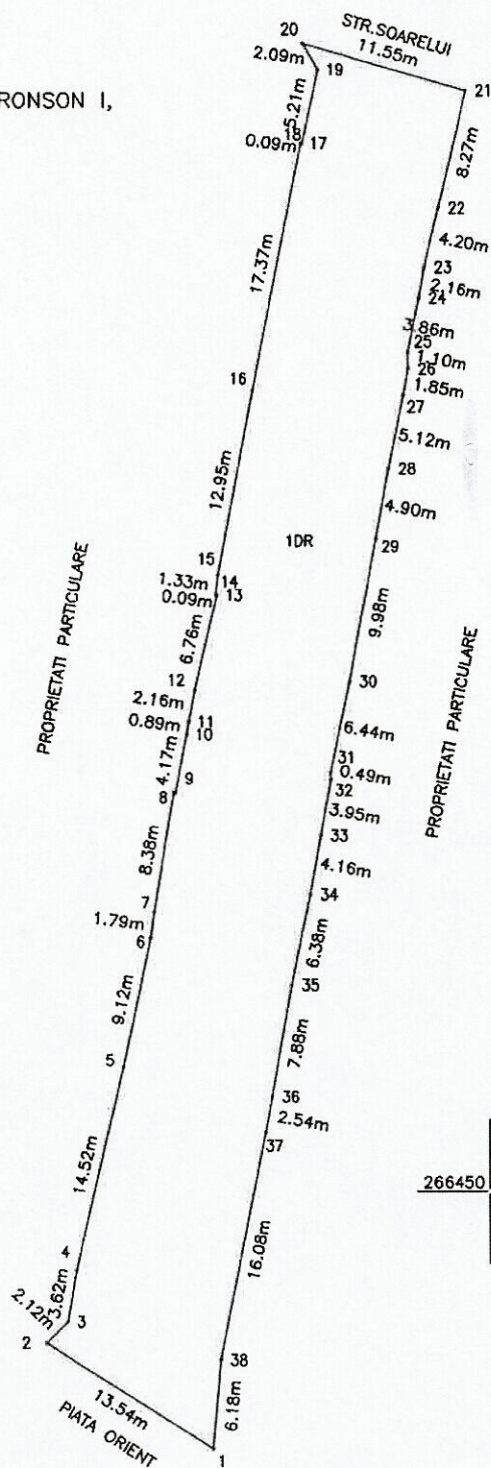 20
STR.SOARELUI
11.55m
2.09m
19
21
RONSON I,
5.21m
18
0.09m
17
8.27m
22
4.20m
17.37m
23
2.16m
24
3.86m
25
1.10m
26
16
1.85m
27
5.12m
12.95m
28
4.90m
1DR
29
15
1.33m
14
0.09m
13
9.98m
PROPRIETATI PARTICULARE
6.76m
12
30
2.16m
0.89m
11
10
6.44m
PROPRIETATI PARTICULARE
4.17m
9
31
0.49m
8
32
3.95m
33
8.38m
4.16m
7
34
1.79m
6
6.38m
9.12m
35
5
7.88m
36
2.54m
37
14.52m
266450
4
16.08m
3.62m
2.12m
3
2
38
13.54m
6.18m
PIATA ORIENT
1